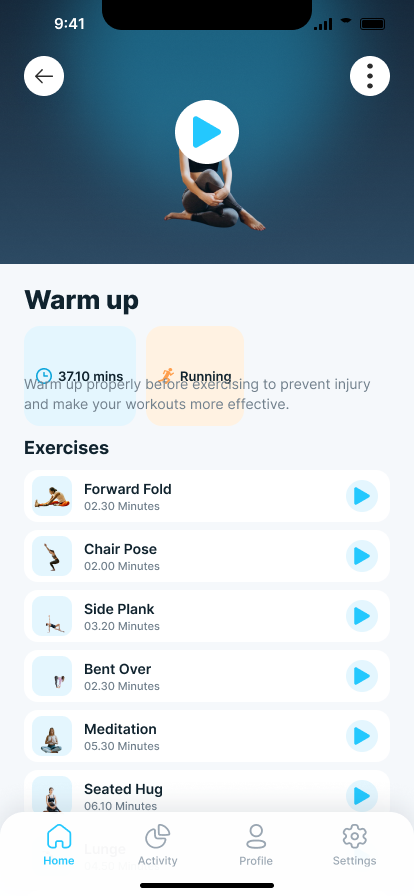 9:41
Warm up
37.10 mins
Running
Warm up properly before exercising to prevent injury
and make your workouts more effective.
Exercises
Forward Fold
02.30 Minutes
Chair Pose
02.00 Minutes
Side Plank
03.20 Minutes
Bent Over
02.30 Minutes
Meditation
05.30 Minutes
Seated Hug
06.10 Minutes
Lunge
Home
Activity
Profile
Settings